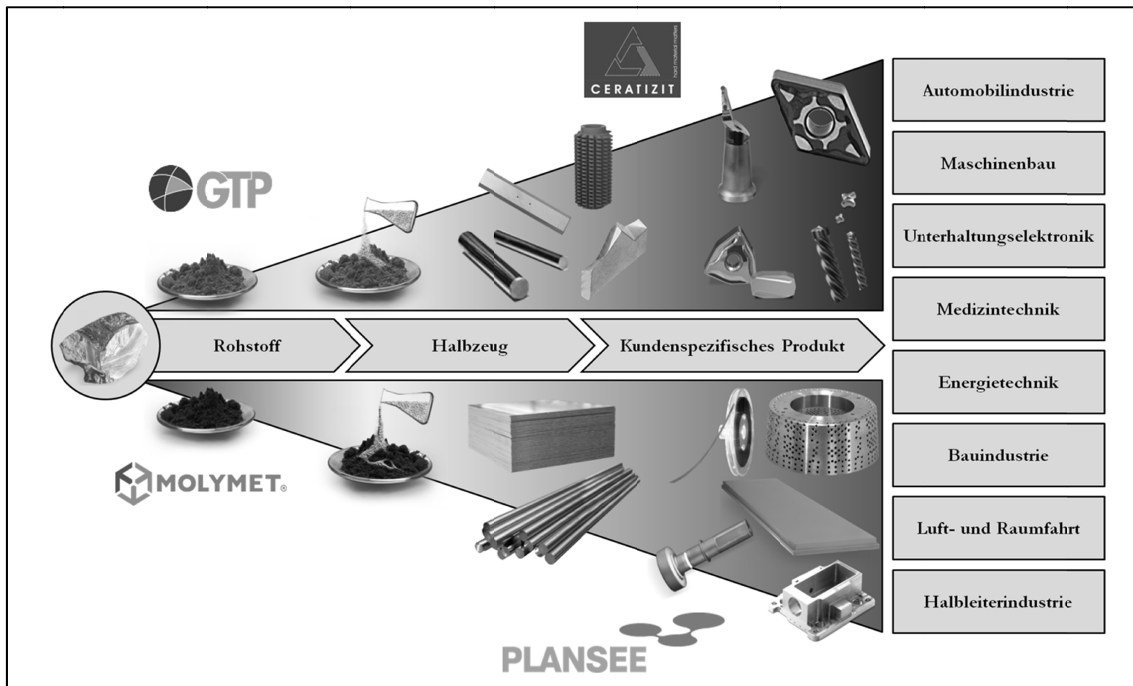 hard material matters
CERATIZIT
GTP
Rohstoff
Halbzeug
Kundenspezifisches Produkt
MOLYMET®
PLANSEE
Automobilindustrie
Maschinenbau
Unterhaltungselektronik
Medizintechnik
Energietechnik
Bauindustrie
Luft- und Raumfahrt
Halbleiterindustrie